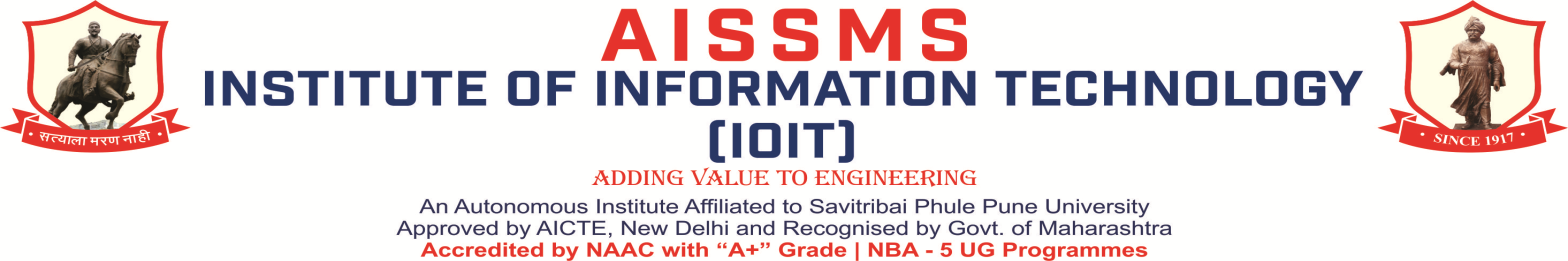 AISSMS
INSTITUTE OF INFORMATION TECHNOLOGY
(IOIT)
ADDING VALUE TO ENGINEERING
An Autonomous Institute Affiliated to Savitribai Phule Pune University
Approved by AICTE, New Delhi and Recognised by Govt. of Maharashtra
Accredited by NAAC with “A+” Grade | NBA - 5 UG Programmes
• सत्याला मरण नाही •
• SINCE 1917 •